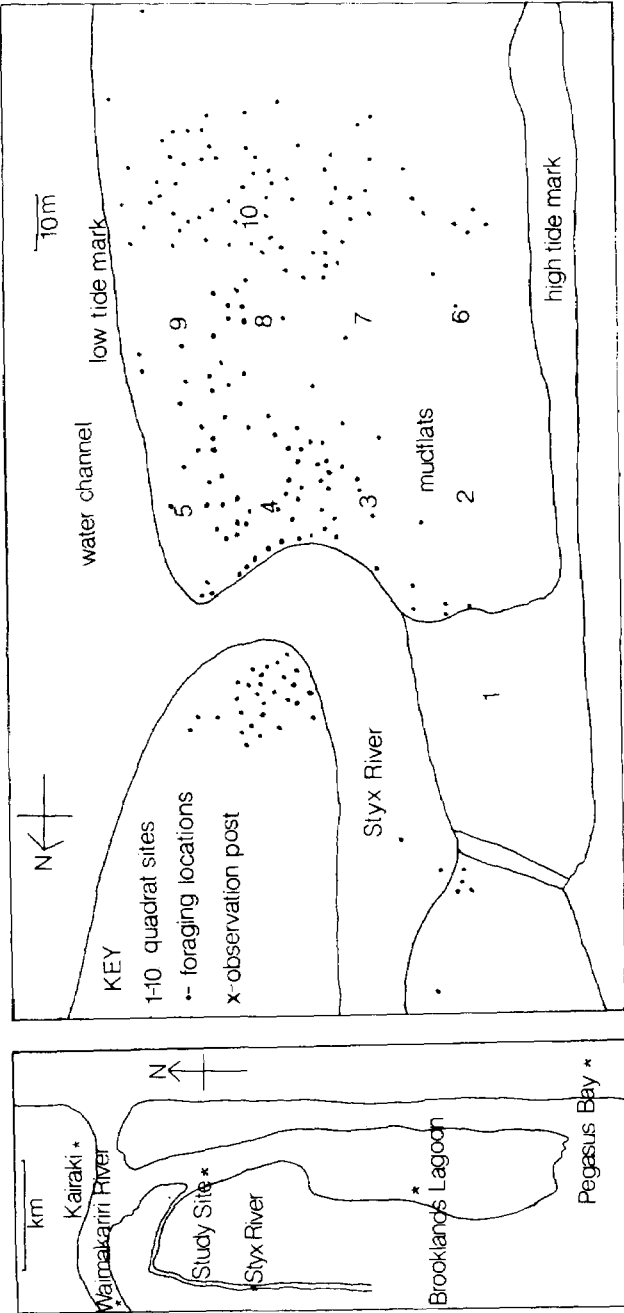 km
Kairaki *
Waimakariri River
*
N
Study Site *
Styx River
*
Brooklands Lagoon
Pegasus Bay *
N
KEY
1-10 quadrat sites
•- foraging locations
x-observation post
water channel
low tide mark
10m
Styx River
mudflats
high tide mark
1
2
3
4
5
6
7
8
9
10